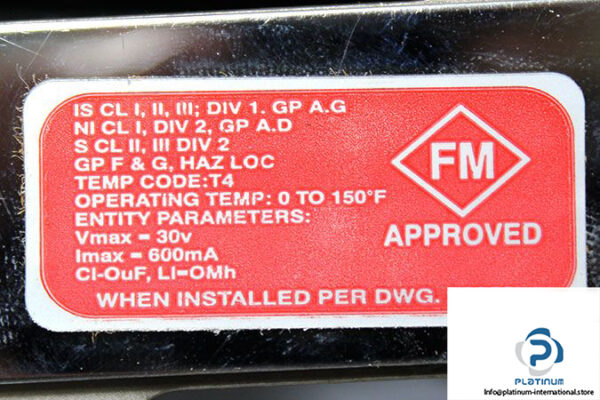 IS CL I, II, III; DIV 1. GP A.G
NI CL I, DIV 2, GP A.D
S CL II, III DIV 2
GP F & G, HAZ LOC
TEMP CODE:T4
OPERATING TEMP: 0 TO 150°F
ENTITY PARAMETERS:
Vmax = 30v
Imax = 600mA
CI-OuF, LI=OMh
WHEN INSTALLED PER DWG.
FM
APPROVED
PLATINUM
Info@platinum-international.store